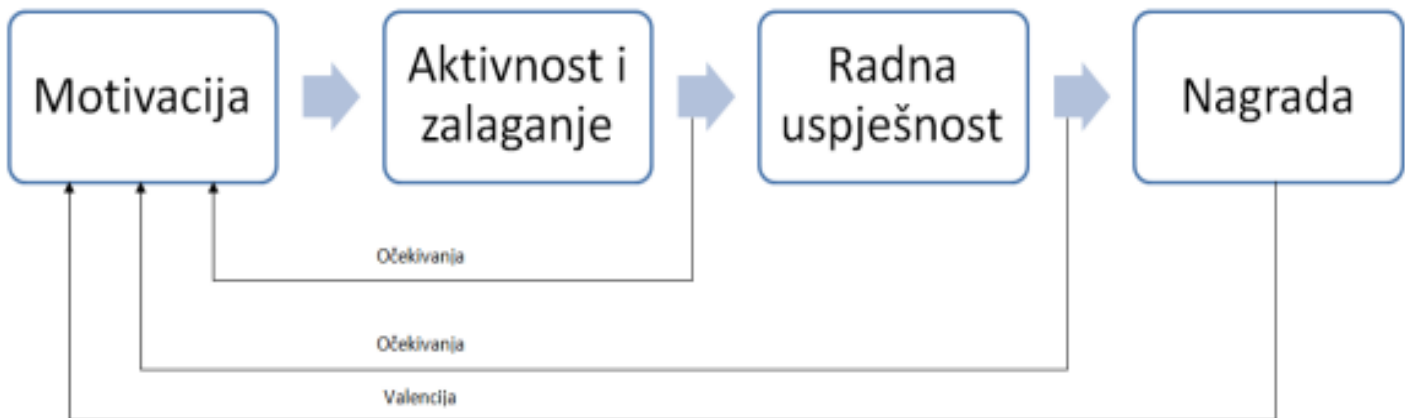 Motivacija
Aktivnost i
zalaganje
Radna
uspješnost
Nagrada
Očekivanja
Očekivanja
Valencija